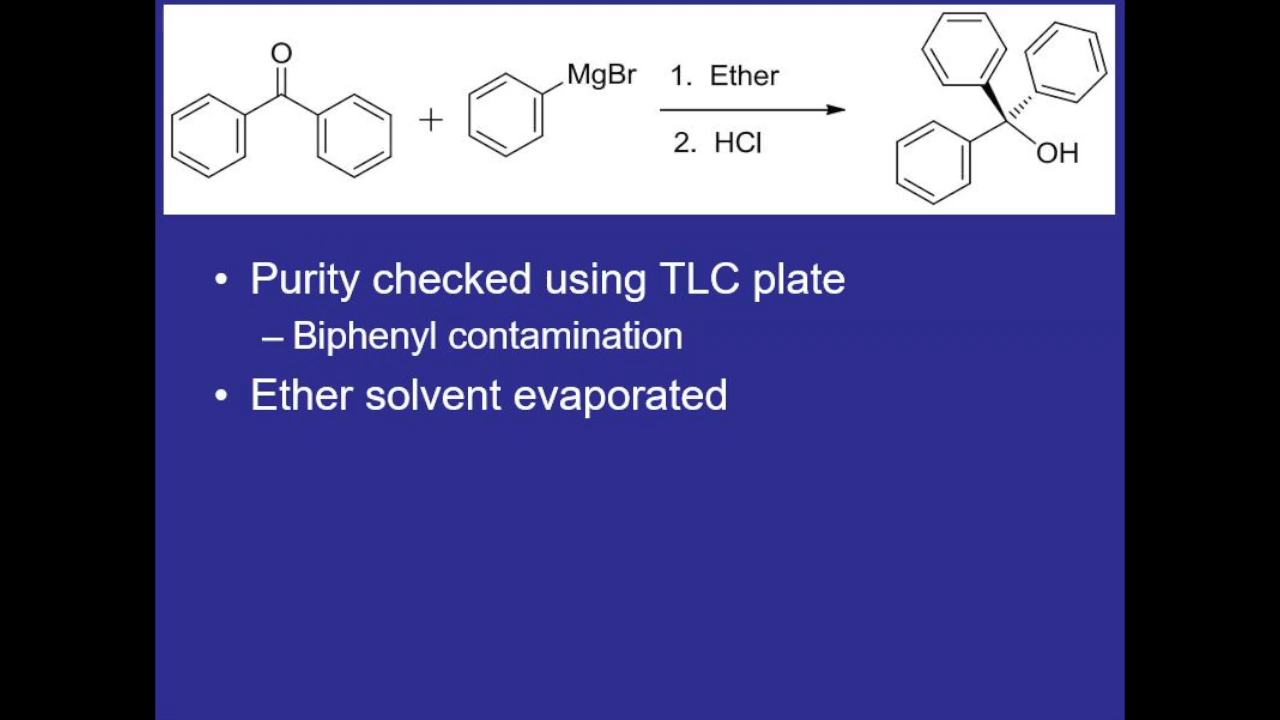 O
MgBr
+
1. Ether
2. HCl
OH
• Purity checked using TLC plate
– Biphenyl contamination
• Ether solvent evaporated